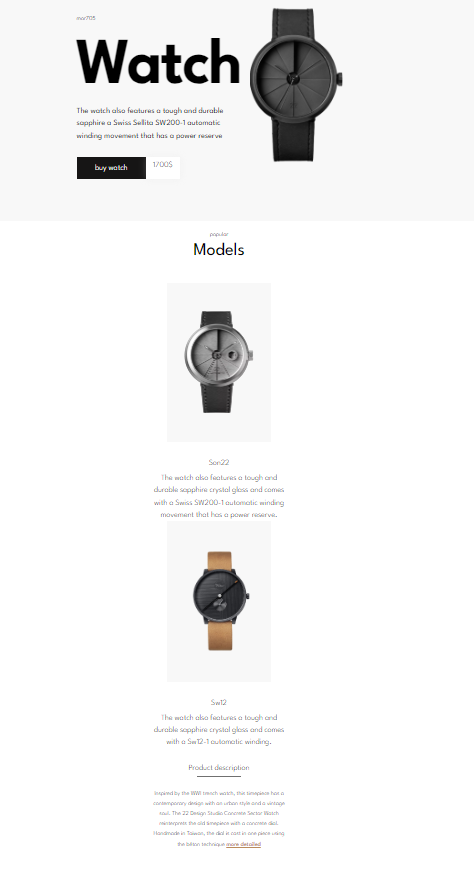 mar705
Watch
The watch also features a tough and durable
sapphire a Swiss Sellita SW200-1 automatic
winding movement that has a power reserve
buy watch
1700$
popular
Models
Son22
The watch also features a tough and
durable sapphire crystal glass and comes
with a Swiss SW200-1 automatic winding
movement that has a power reserve.
Sw12
The watch also features a tough and
durable sapphire crystal glass and comes
with a Sw12-1 automatic winding.
Product description
Inspired by the WWI trench watch, this timepiece has a
contemporary design with an urban-style and a vintage
soul. The 22 Design Studio Concrete Sector Watch
reinterprets the old timepiece with a concrete dial.
Handmade in Taiwan, the dial is cast in one piece using
the béton technique more detailed